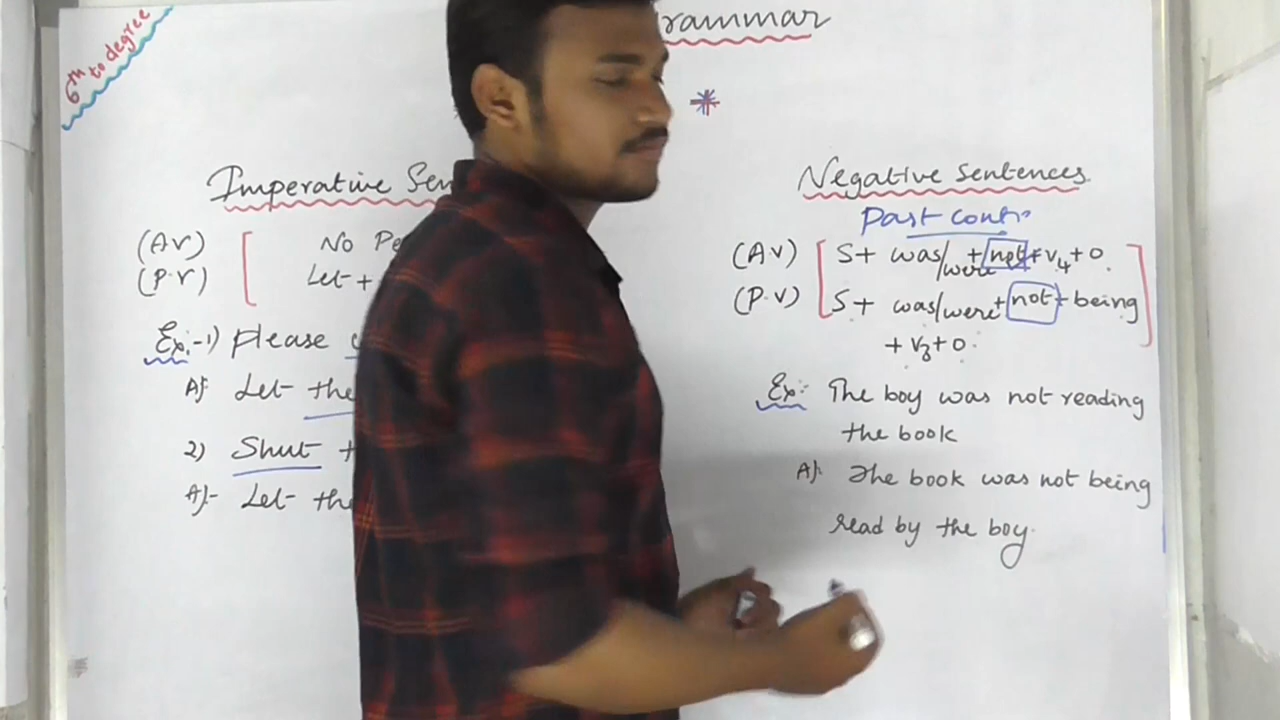 6th to degree
rammar
Imperative Sen
(A.V) No Pe
(P.V) Let +
Ex:-1) Please
A). Let the
2) Shut
A):- Let the
Negative Sentences
Past cont:
(A.V) S+ was/were +not+v4+o.
(P.V) S+ was/were+not+being
+ v3+o.
Ex:- The boy was not reading
the book
A). The book was not being
read by the boy.